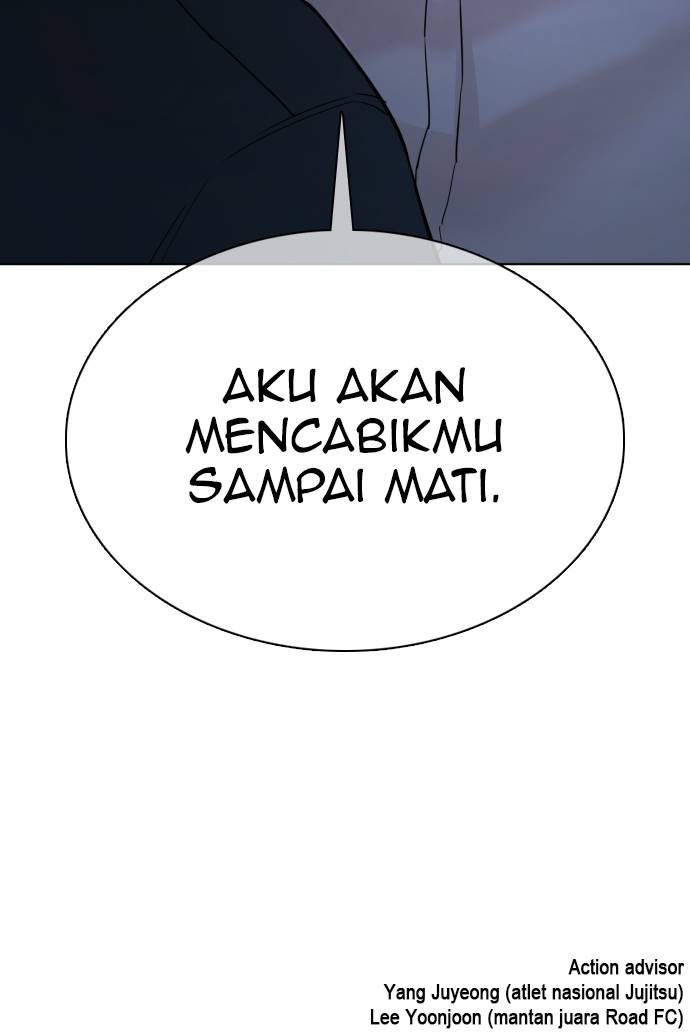 AKU AKAN
MENCABIKMU
SAMPAI MATI.
Action advisor
Yang Juyeong (atlet nasional Jujitsu)
Lee Yoonjoon (mantan juara Road FC)